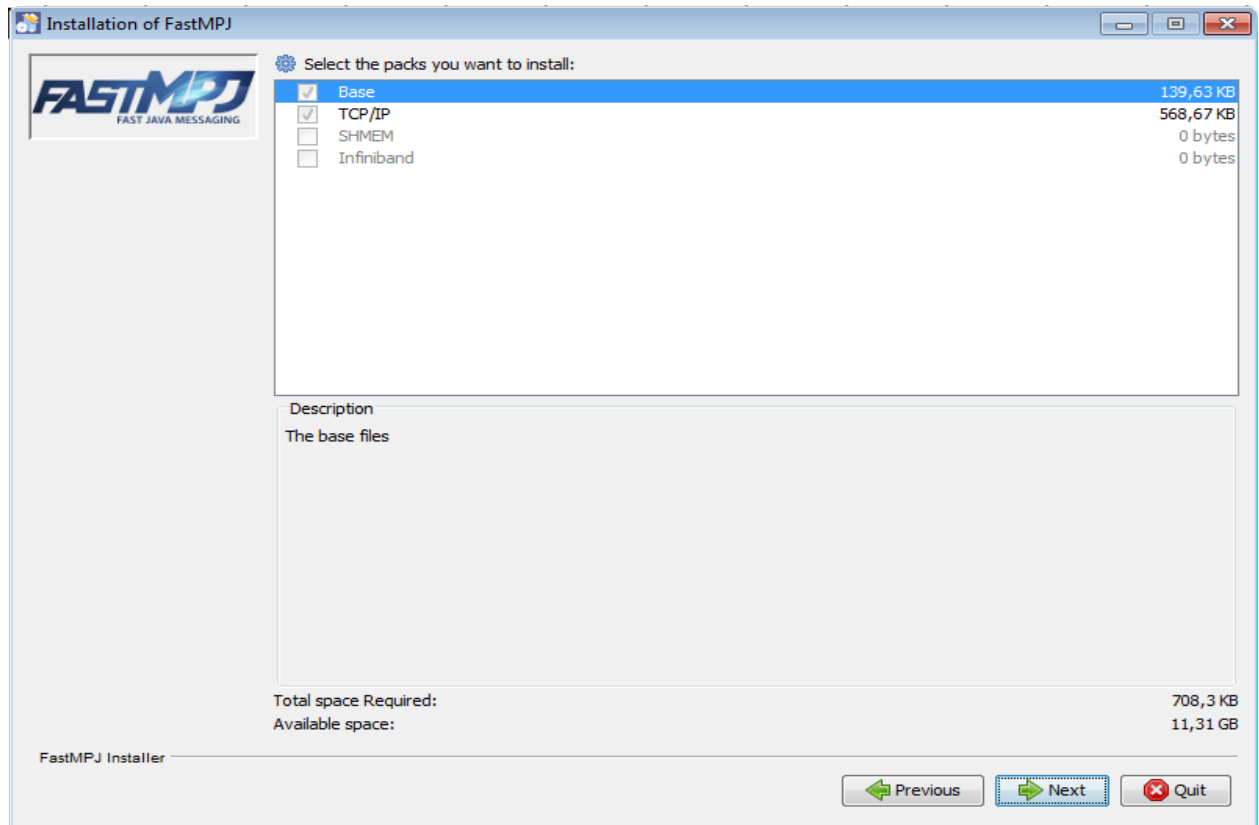 Installation of FastMPJ
FASTMPJ
FAST JAVA MESSAGING
Select the packs you want to install:
Base 139,63 KB
TCP/IP 568,67 KB
SHMEM 0 bytes
Infiniband 0 bytes
Description
The base files
Total space Required: 708,3 KB
Available space: 11,31 GB
FastMPJ Installer
Previous Next Quit